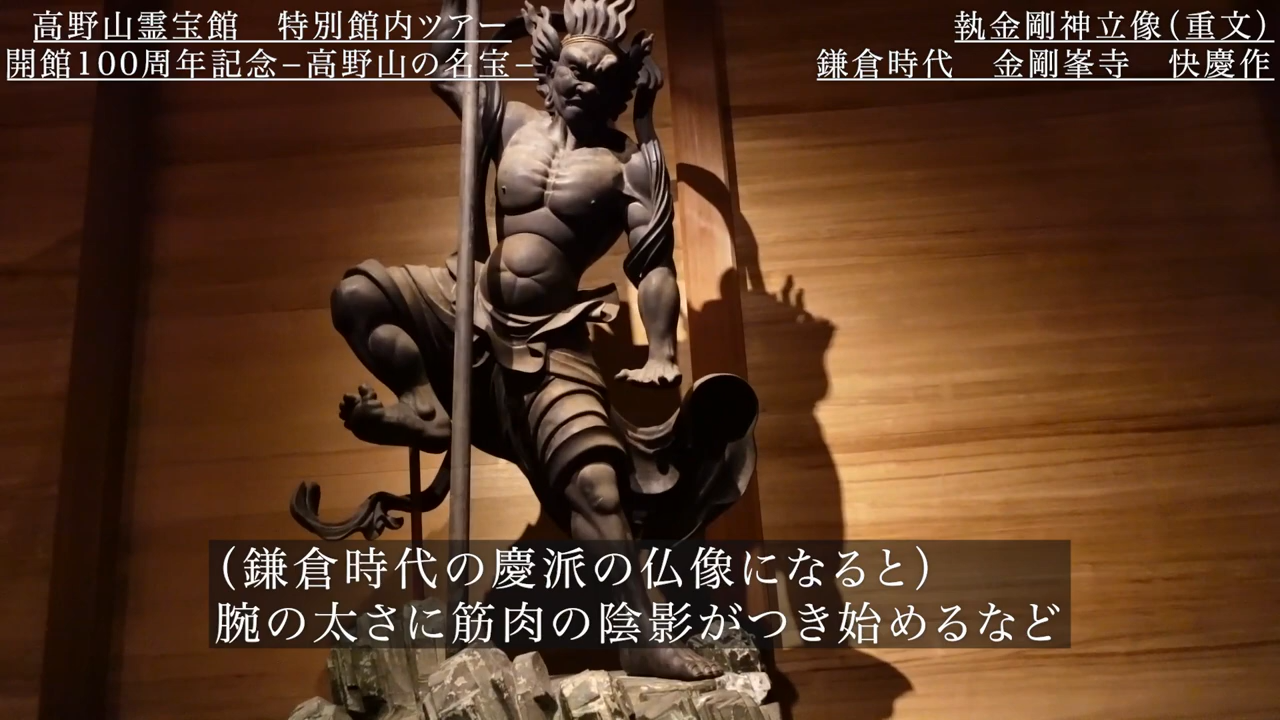 高野山霊宝館　特別館内ツアー
開館100周年記念−高野山の名宝−
執金剛神立像(重文)
鎌倉時代　金剛峯寺　快慶作
(鎌倉時代の慶派の仏像になると)
腕の太さに筋肉の陰影がつき始めるなど